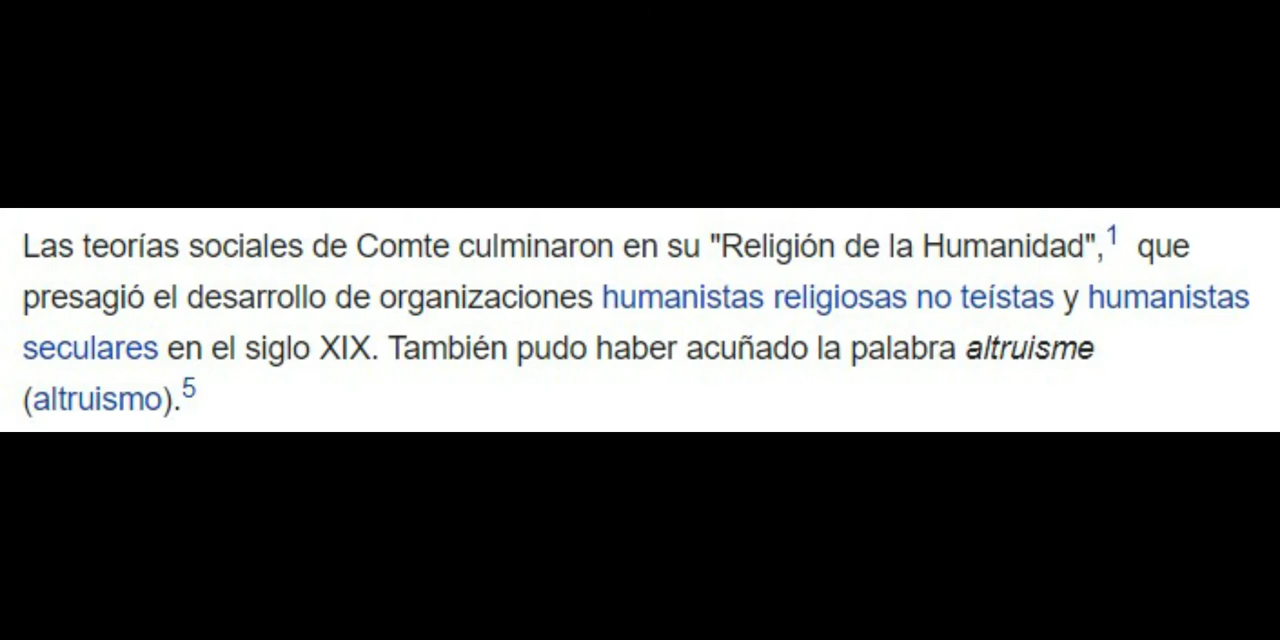 Las teorías sociales de Comte culminaron en su "Religión de la Humanidad",1 que
presagió el desarrollo de organizaciones humanistas religiosas no teístas y humanistas
seculares en el siglo XIX. También pudo haber acuñado la palabra altruisme
(altruismo).5